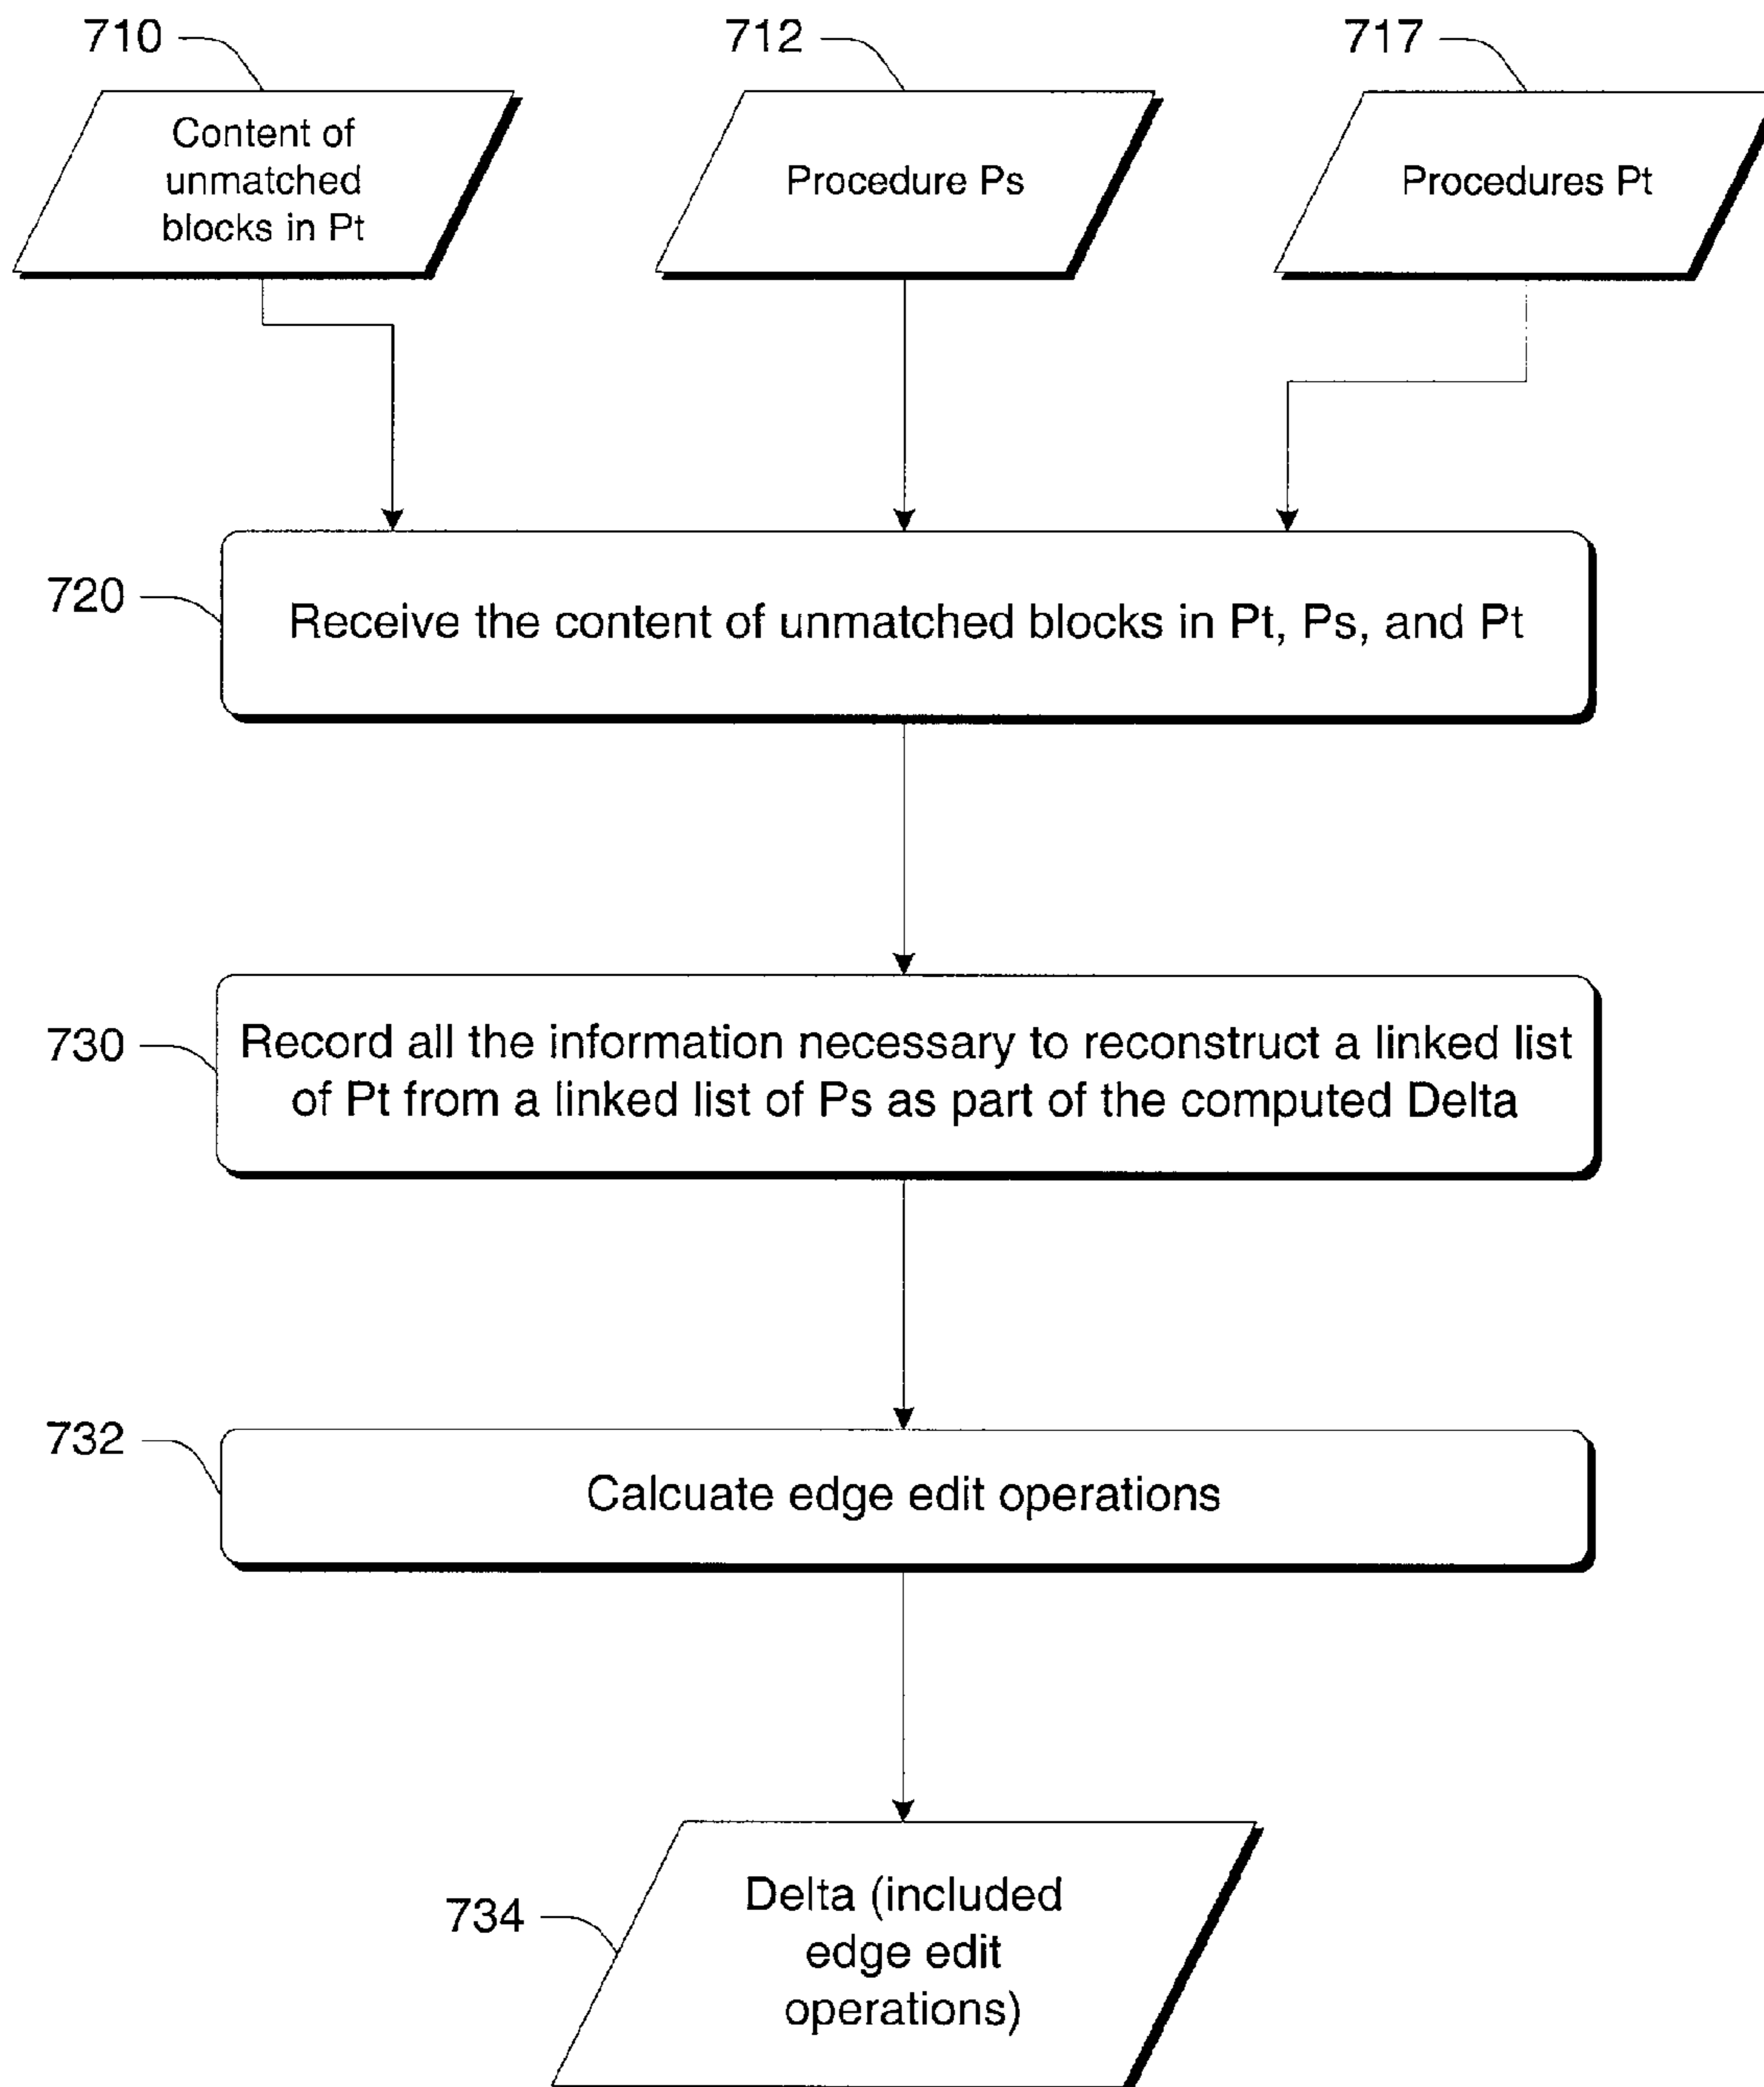 710
712
717
Content of
unmatched
blocks in Pt
Procedure Ps
Procedures Pt
720
Receive the content of unmatched blocks in Pt, Ps, and Pt
730
Record all the information necessary to reconstruct a linked list
of Pt from a linked list of Ps as part of the computed Delta
732
Calcuate edge edit operations
734
Delta (included
edge edit
operations)